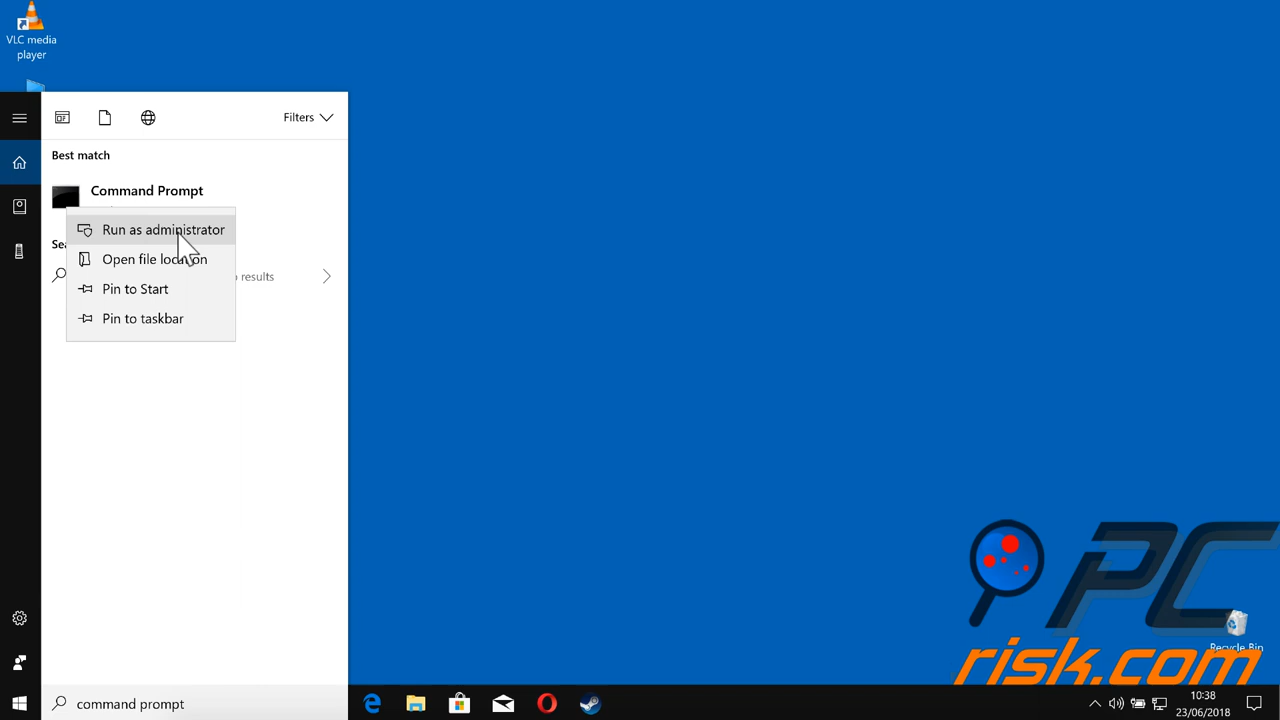 VLC media
player
Filters
Best match
Command Prompt
Run as administrator
Sea
Open file location
results
Pin to Start
Pin to taskbar
PC
risk.com
Recycle Bin
command prompt
10:38
23/06/2018